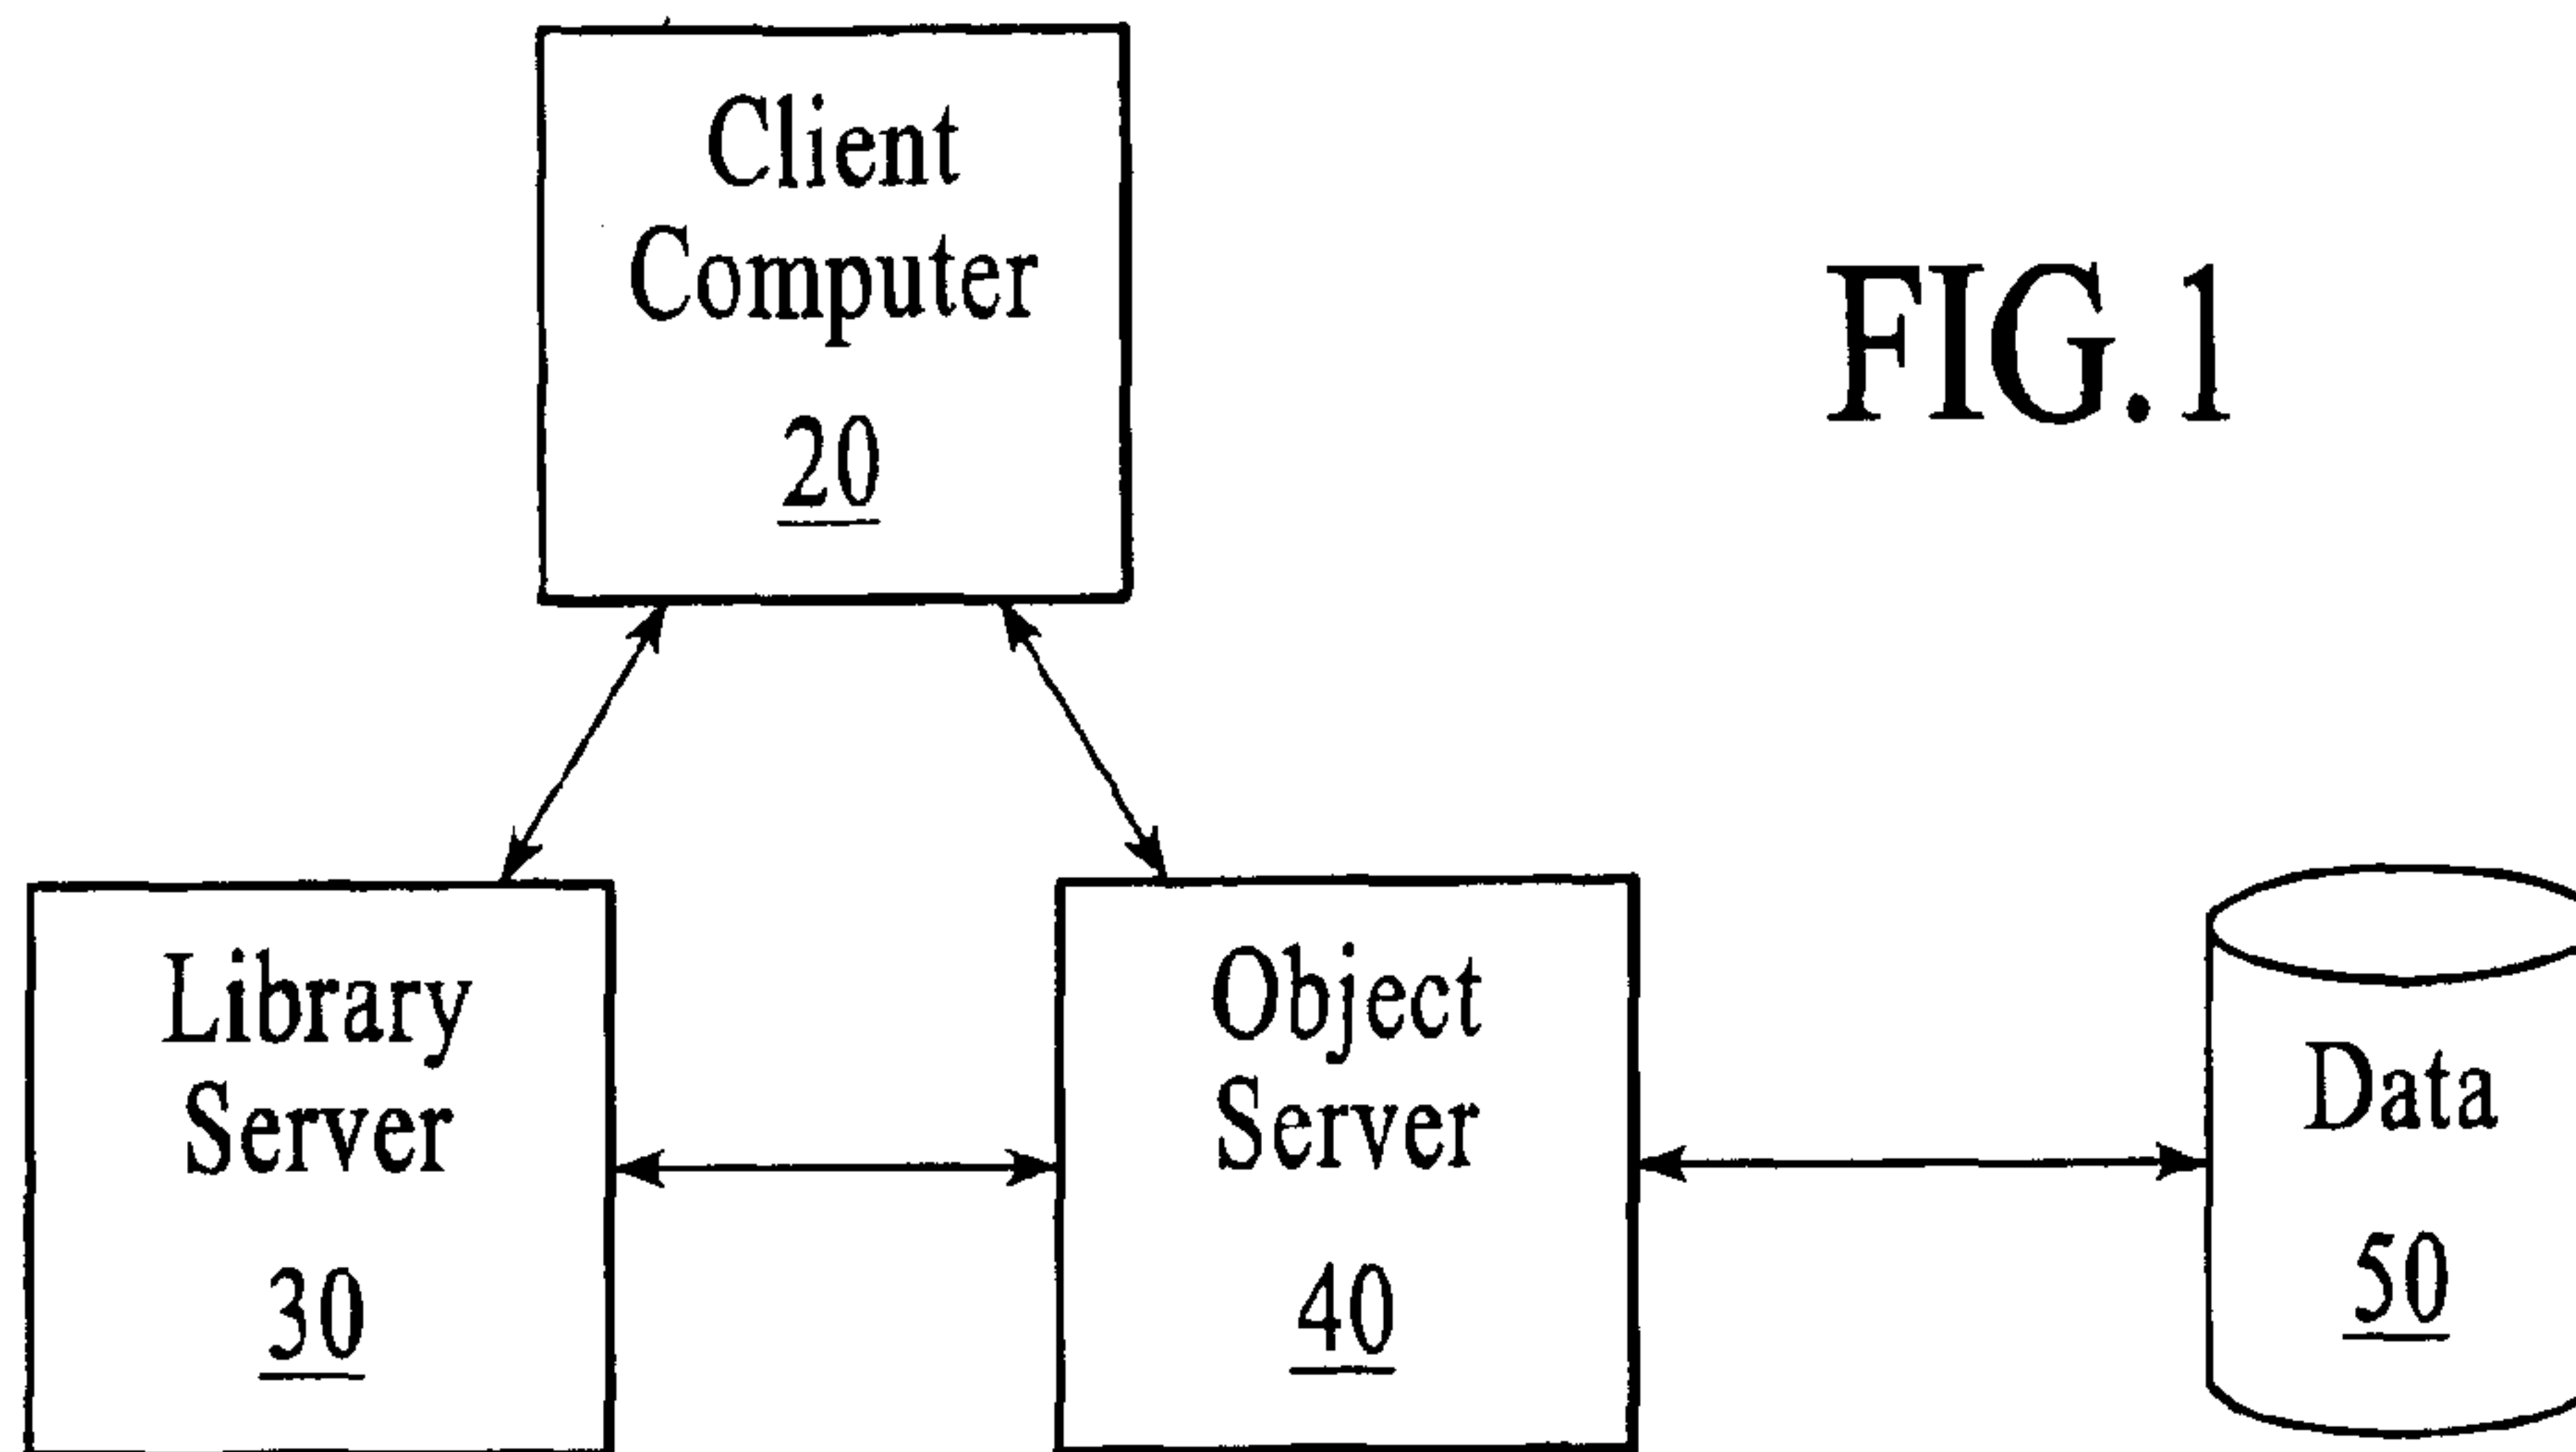 Client
Computer
20
FIG.1
Library
Server
30
Object
Server
40
Data
50